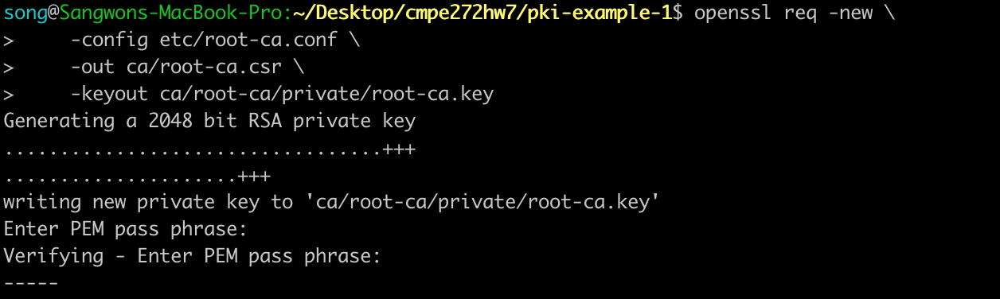 song@Sangwons-MacBook-Pro:~/Desktop/cmpe272hw7/pki-example-1$ openssl req -new \
>     -config etc/root-ca.conf \
>     -out ca/root-ca.csr \
>     -keyout ca/root-ca/private/root-ca.key
Generating a 2048 bit RSA private key
..................................+++
.....................+++
writing new private key to 'ca/root-ca/private/root-ca.key'
Enter PEM pass phrase:
Verifying - Enter PEM pass phrase:
-----